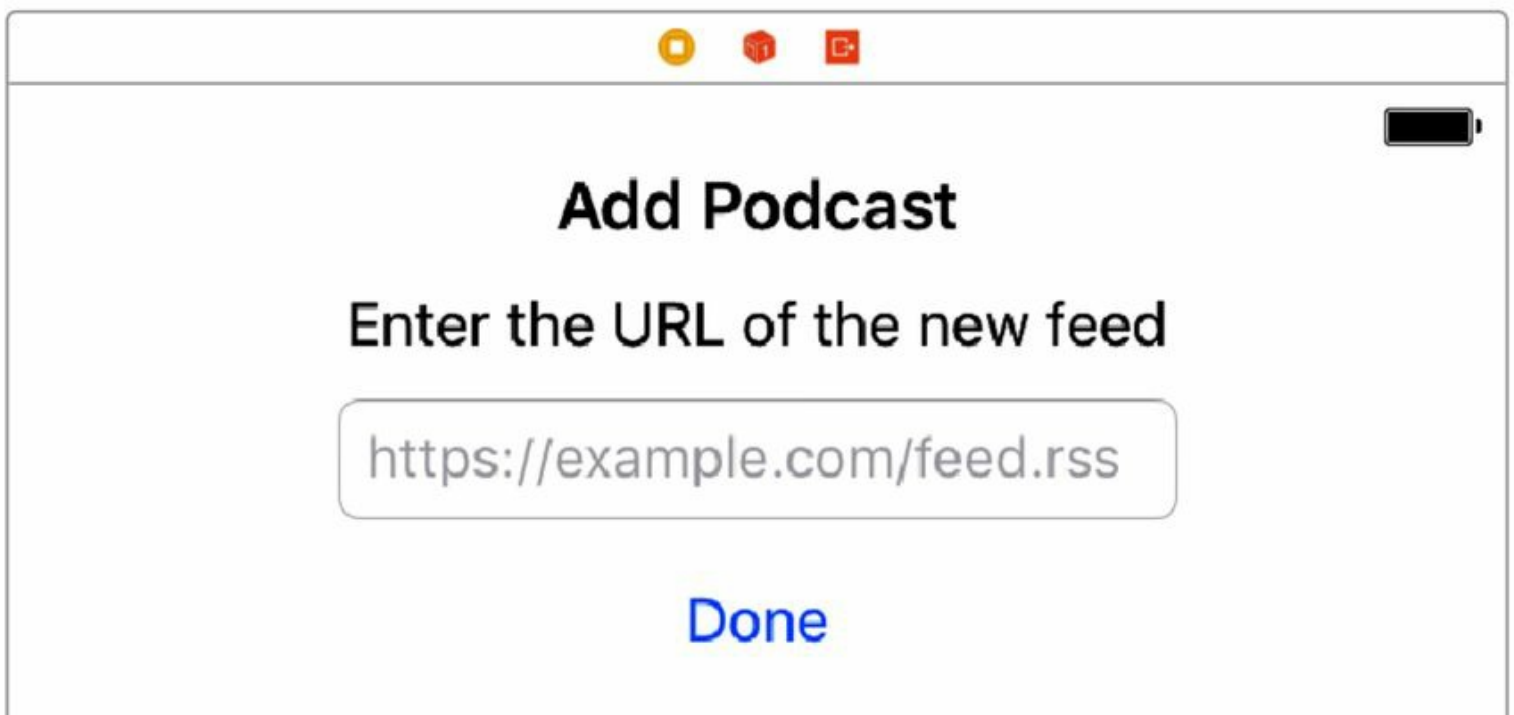 Add Podcast
Enter the URL of the new feed
https://example.com/feed.rss
Done